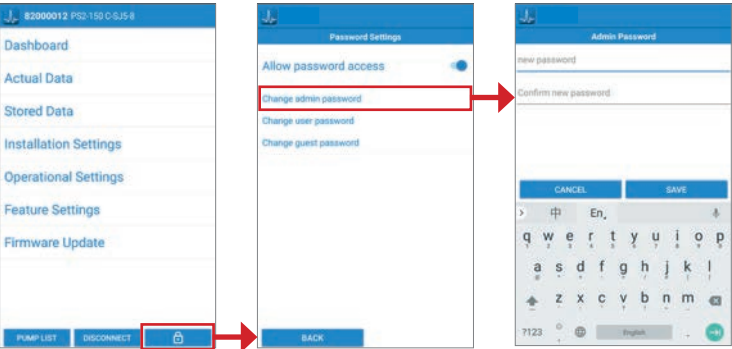 82000012 PS2-150 C-SJ5-8
Dashboard
Actual Data
Stored Data
Installation Settings
Operational Settings
Feature Settings
Firmware Update
PUMP LIST DISCONNECT
Password Settings
Allow password access
Change admin password
Change user password
Change guest password
BACK
Admin Password
new password
Confirm new password
CANCEL SAVE
中 En
q w e r t y u i o p
a s d f g h j k l
z x c v b n m
?123 , English .